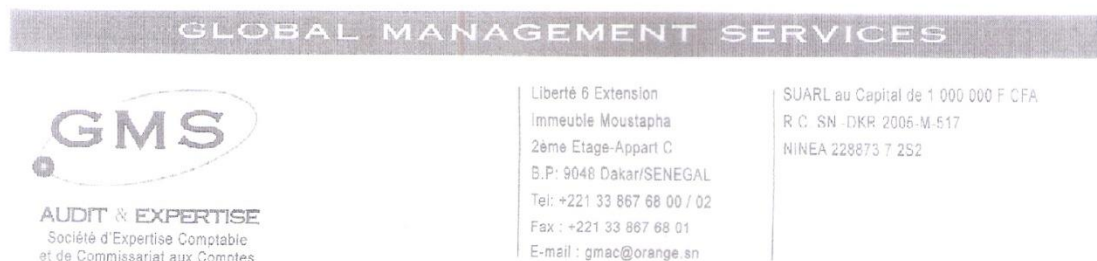 GLOBAL MANAGEMENT SERVICES
GMS
AUDIT & EXPERTISE
Société d'Expertise Comptable
et de Commissariat aux Comptes
Liberté 6 Extension
Immeuble Moustapha
2ème Etage-Appart C
B.P: 9048 Dakar/SENEGAL
Tel: +221 33 867 68 00 / 02
Fax : +221 33 867 68 01
E-mail : gmac@orange.sn
SUARL au Capital de 1 000 000 F CFA
R.C. SN -DKR 2005-M-517
NINEA 228873 7 2S2